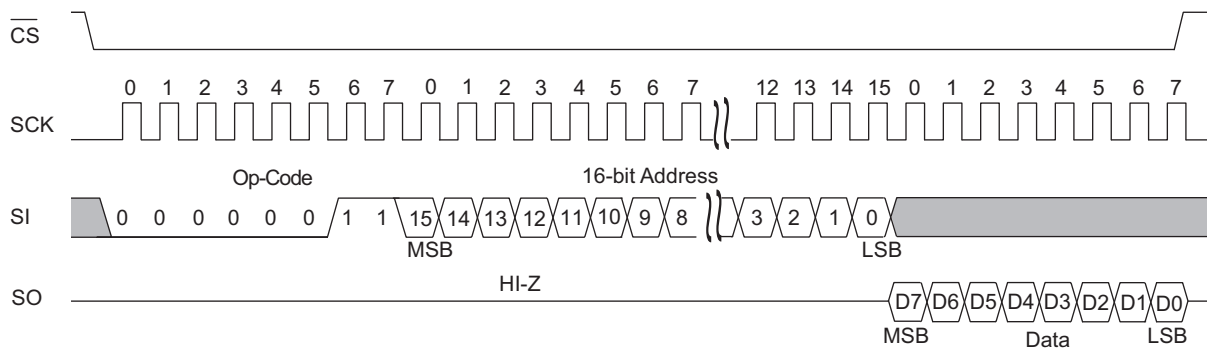 CS
0 1 2 3 4 5 6 7 0 1 2 3 4 5 6 7 12 13 14 15 0 1 2 3 4 5 6 7
SCK
Op-Code 16-bit Address
SI 0 0 0 0 0 0 1 1 15 14 13 12 11 10 9 8 3 2 1 0
MSB LSB
HI-Z
SO D7 D6 D5 D4 D3 D2 D1 D0
MSB Data LSB